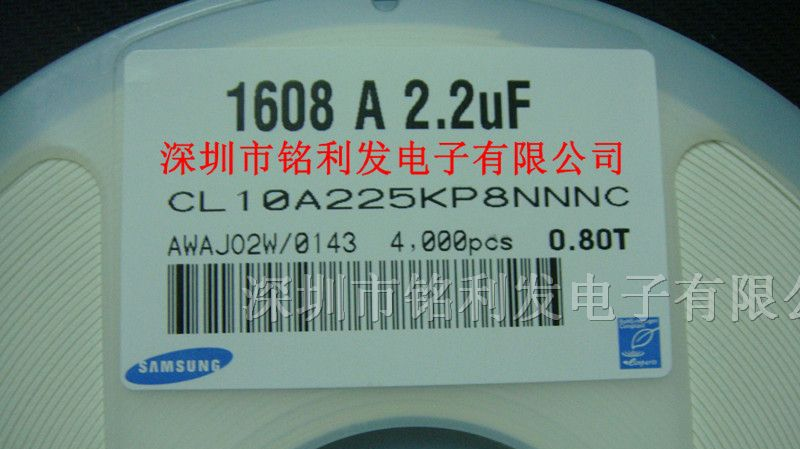 1608 A 2.2uF
深圳市铭利发电子有限公司
CL10A225KP8NNNC
AWAJ02W/0143 4,000pcs 0.80T
深圳市铭利发电子有限公
SAMSUNG